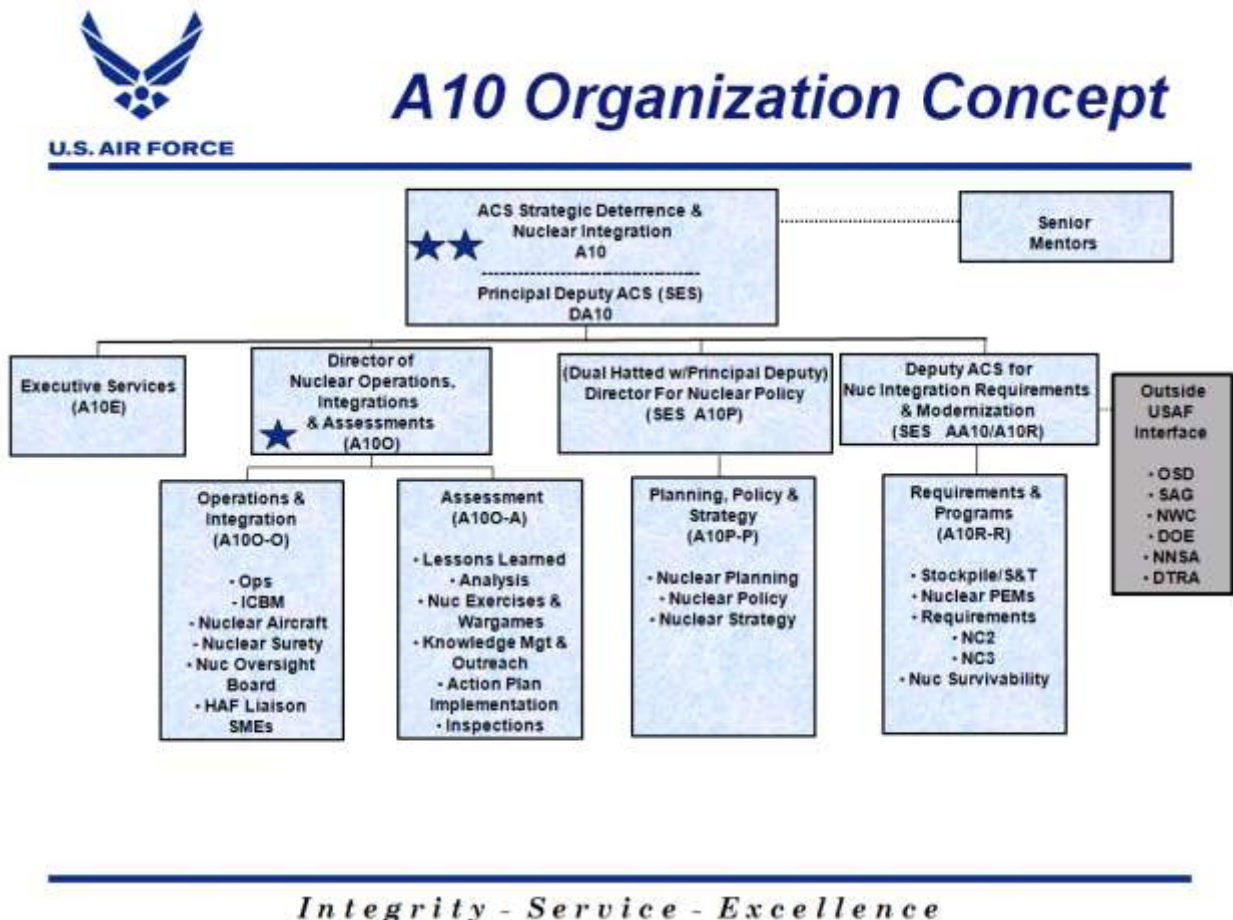 U.S. AIR FORCE
A10 Organization Concept
ACS Strategic Deterrence &
Nuclear Integration
A10
Principal Deputy ACS (SES)
DA10
Senior
Mentors
Executive Services
(A10E)
Director of
Nuclear Operations,
Integrations
& Assessments
(A10O)
(Dual Hatted w/Principal Deputy)
Director For Nuclear Policy
(SES A10P)
Deputy ACS for
Nuc Integration Requirements
& Modernization
(SES AA10/A10R)
Outside
USAF
Interface
• OSD
• SAG
• NWC
• DOE
• NNSA
• DTRA
Operations &
Integration
(A10O-O)
• Ops
• ICBM
• Nuclear Aircraft
• Nuclear Surety
• Nuc Oversight
Board
• HAF Liaison
SMEs
Assessment
(A10O-A)
• Lessons Learned
• Analysis
• Nuc Exercises &
Wargames
• Knowledge Mgt &
Outreach
• Action Plan
Implementation
• Inspections
Planning, Policy &
Strategy
(A10P-P)
• Nuclear Planning
• Nuclear Policy
• Nuclear Strategy
Requirements &
Programs
(A10R-R)
• Stockpile/S&T
• Nuclear PEMs
• Requirements
• NC2
• NC3
• Nuc Survivability
Integrity - Service - Excellence